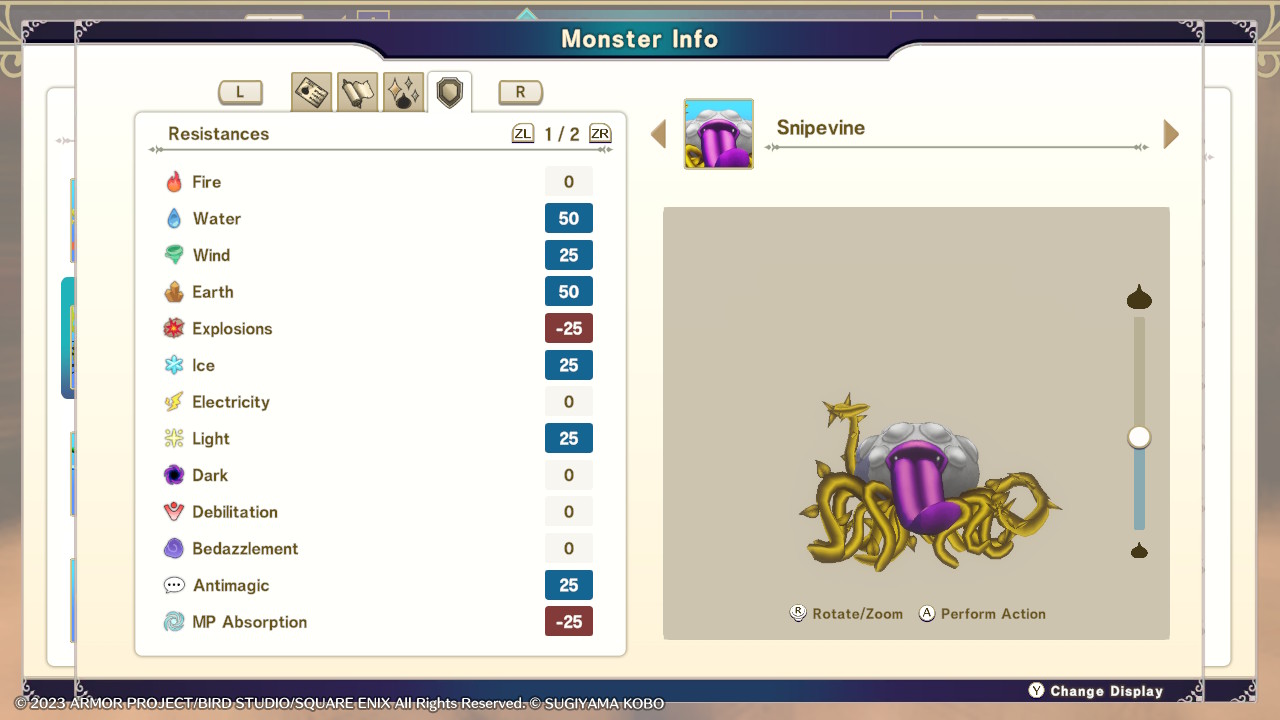 Monster Info
L
R
Resistances
ZL 1 / 2 ZR
Fire 0
Water 50
Wind 25
Earth 50
Explosions -25
Ice 25
Electricity 0
Light 25
Dark 0
Debilitation 0
Bedazzlement 0
Antimagic 25
MP Absorption -25
Snipevine
R Rotate/Zoom A Perform Action
Y Change Display
© 2023 ARMOR PROJECT/BIRD STUDIO/SQUARE ENIX All Rights Reserved. © SUGIYAMA KOBO